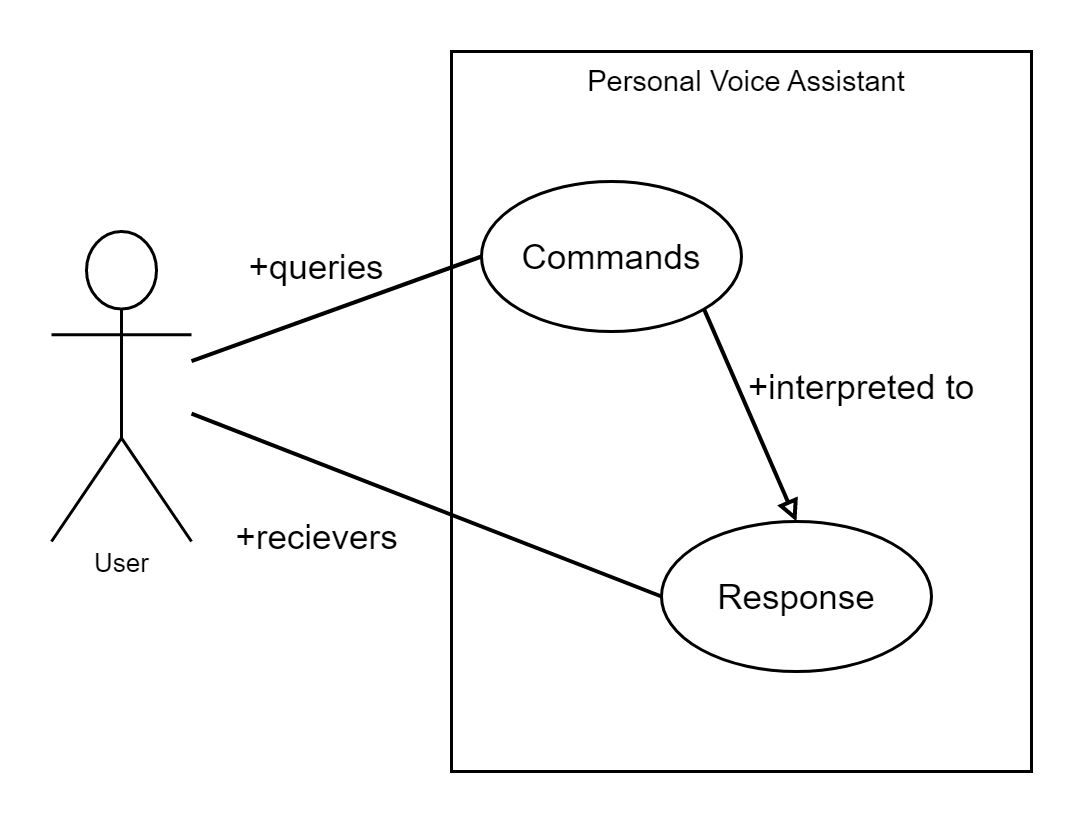 Personal Voice Assistant
+queries
Commands
+interpreted to
+recievers
User
Response